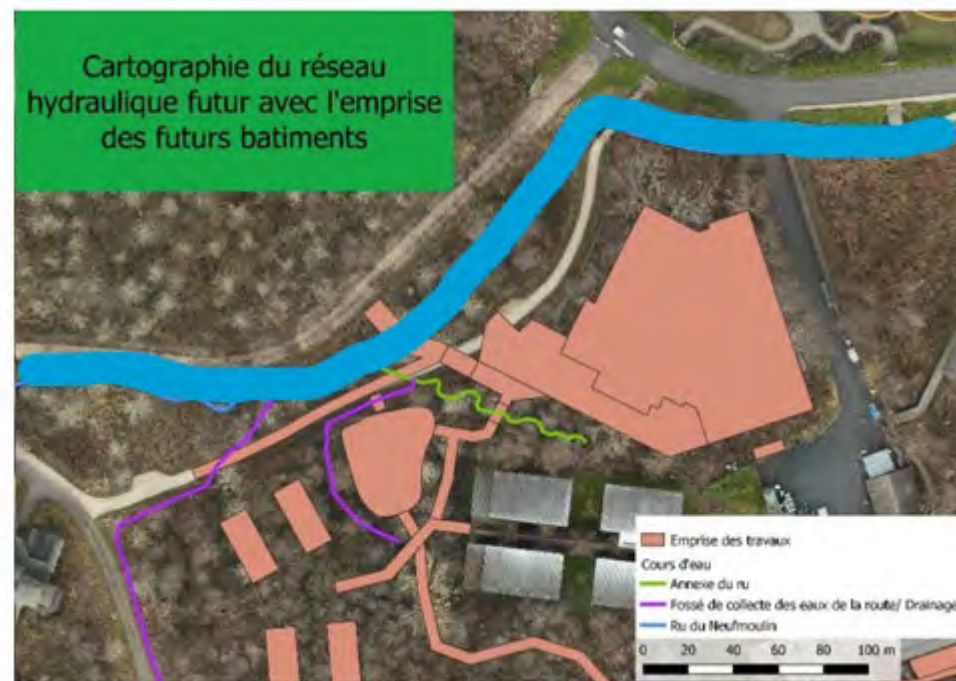 Cartographie du réseau
hydraulique futur avec l'emprise
des futurs batiments
Emprise des travaux
Cours d'eau
Annexe du ru
Fossé de collecte des eaux de la route/ Drainage
Ru du Neufmoulin
0 20 40 60 80 100 m